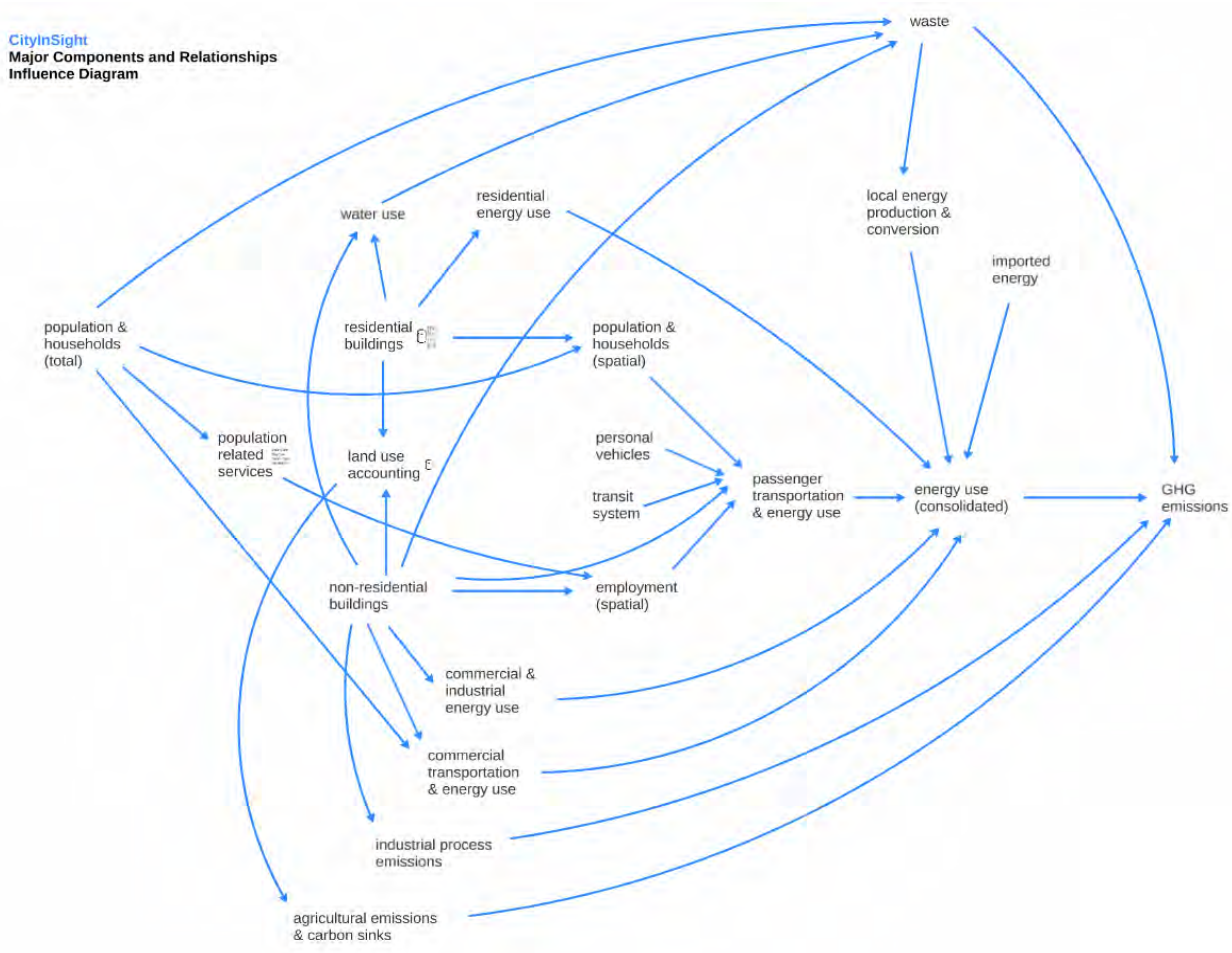 CityInSight
Major Components and Relationships
Influence Diagram
waste
residential
energy use
water use
local energy
production &
conversion
imported
energy
population &
households
(total)
residential
buildings
population &
households
(spatial)
population
related
services
land use
accounting
personal
vehicles
transit
system
passenger
transportation
& energy use
energy use
(consolidated)
GHG
emissions
non-residential
buildings
employment
(spatial)
commercial &
industrial
energy use
commercial
transportation
& energy use
industrial process
emissions
agricultural emissions
& carbon sinks